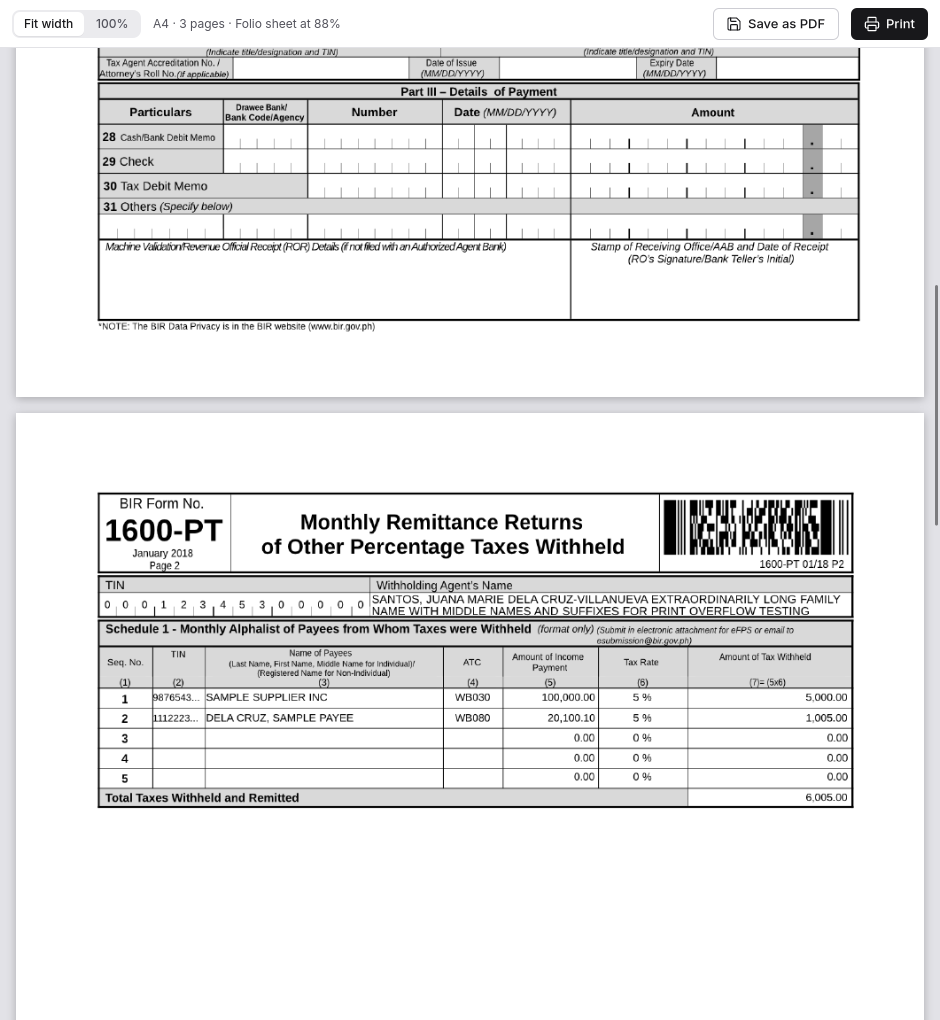 Fit width 100% A4 · 3 pages · Folio sheet at 88% Save as PDF Print
(Indicate title/designation and TIN) (Indicate title/designation and TIN)
Tax Agent Accreditation No. / Date of Issue Expiry Date
Attorney's Roll No.(if applicable) (MM/DD/YYYY) (MM/DD/YYYY)
Part III – Details of Payment
Particulars Drawee Bank/ Bank Code/Agency Number Date (MM/DD/YYYY) Amount
28 Cash/Bank Debit Memo .
29 Check .
30 Tax Debit Memo .
31 Others (Specify below)
.
Machine Validation/Revenue Official Receipt (ROR) Details (if not filed with an Authorized Agent Bank) Stamp of Receiving Office/AAB and Date of Receipt
(RO's Signature/Bank Teller's Initial)
*NOTE: The BIR Data Privacy is in the BIR website (www.bir.gov.ph)
BIR Form No.
1600-PT
January 2018
Page 2
Monthly Remittance Returns
of Other Percentage Taxes Withheld
1600-PT 01/18 P2
TIN Withholding Agent's Name
0 0 0 1 2 3 4 5 3 0 0 0 0 0 SANTOS, JUANA MARIE DELA CRUZ-VILLANUEVA EXTRAORDINARILY LONG FAMILY
NAME WITH MIDDLE NAMES AND SUFFIXES FOR PRINT OVERFLOW TESTING
Schedule 1 - Monthly Alphalist of Payees from Whom Taxes were Withheld (format only) (Submit in electronic attachment for eFPS or email to
esubmission@bir.gov.ph)
Seq. No. TIN Name of Payees ATC Amount of Income Payment Tax Rate Amount of Tax Withheld
(Last Name, First Name, Middle Name for Individual)/
(Registered Name for Non-Individual)
(1) (2) (3) (4) (5) (6) (7)= (5x6)
1 9876543... SAMPLE SUPPLIER INC WB030 100,000.00 5 % 5,000.00
2 1112223... DELA CRUZ, SAMPLE PAYEE WB080 20,100.10 5 % 1,005.00
3 0.00 0 % 0.00
4 0.00 0 % 0.00
5 0.00 0 % 0.00
Total Taxes Withheld and Remitted 6,005.00